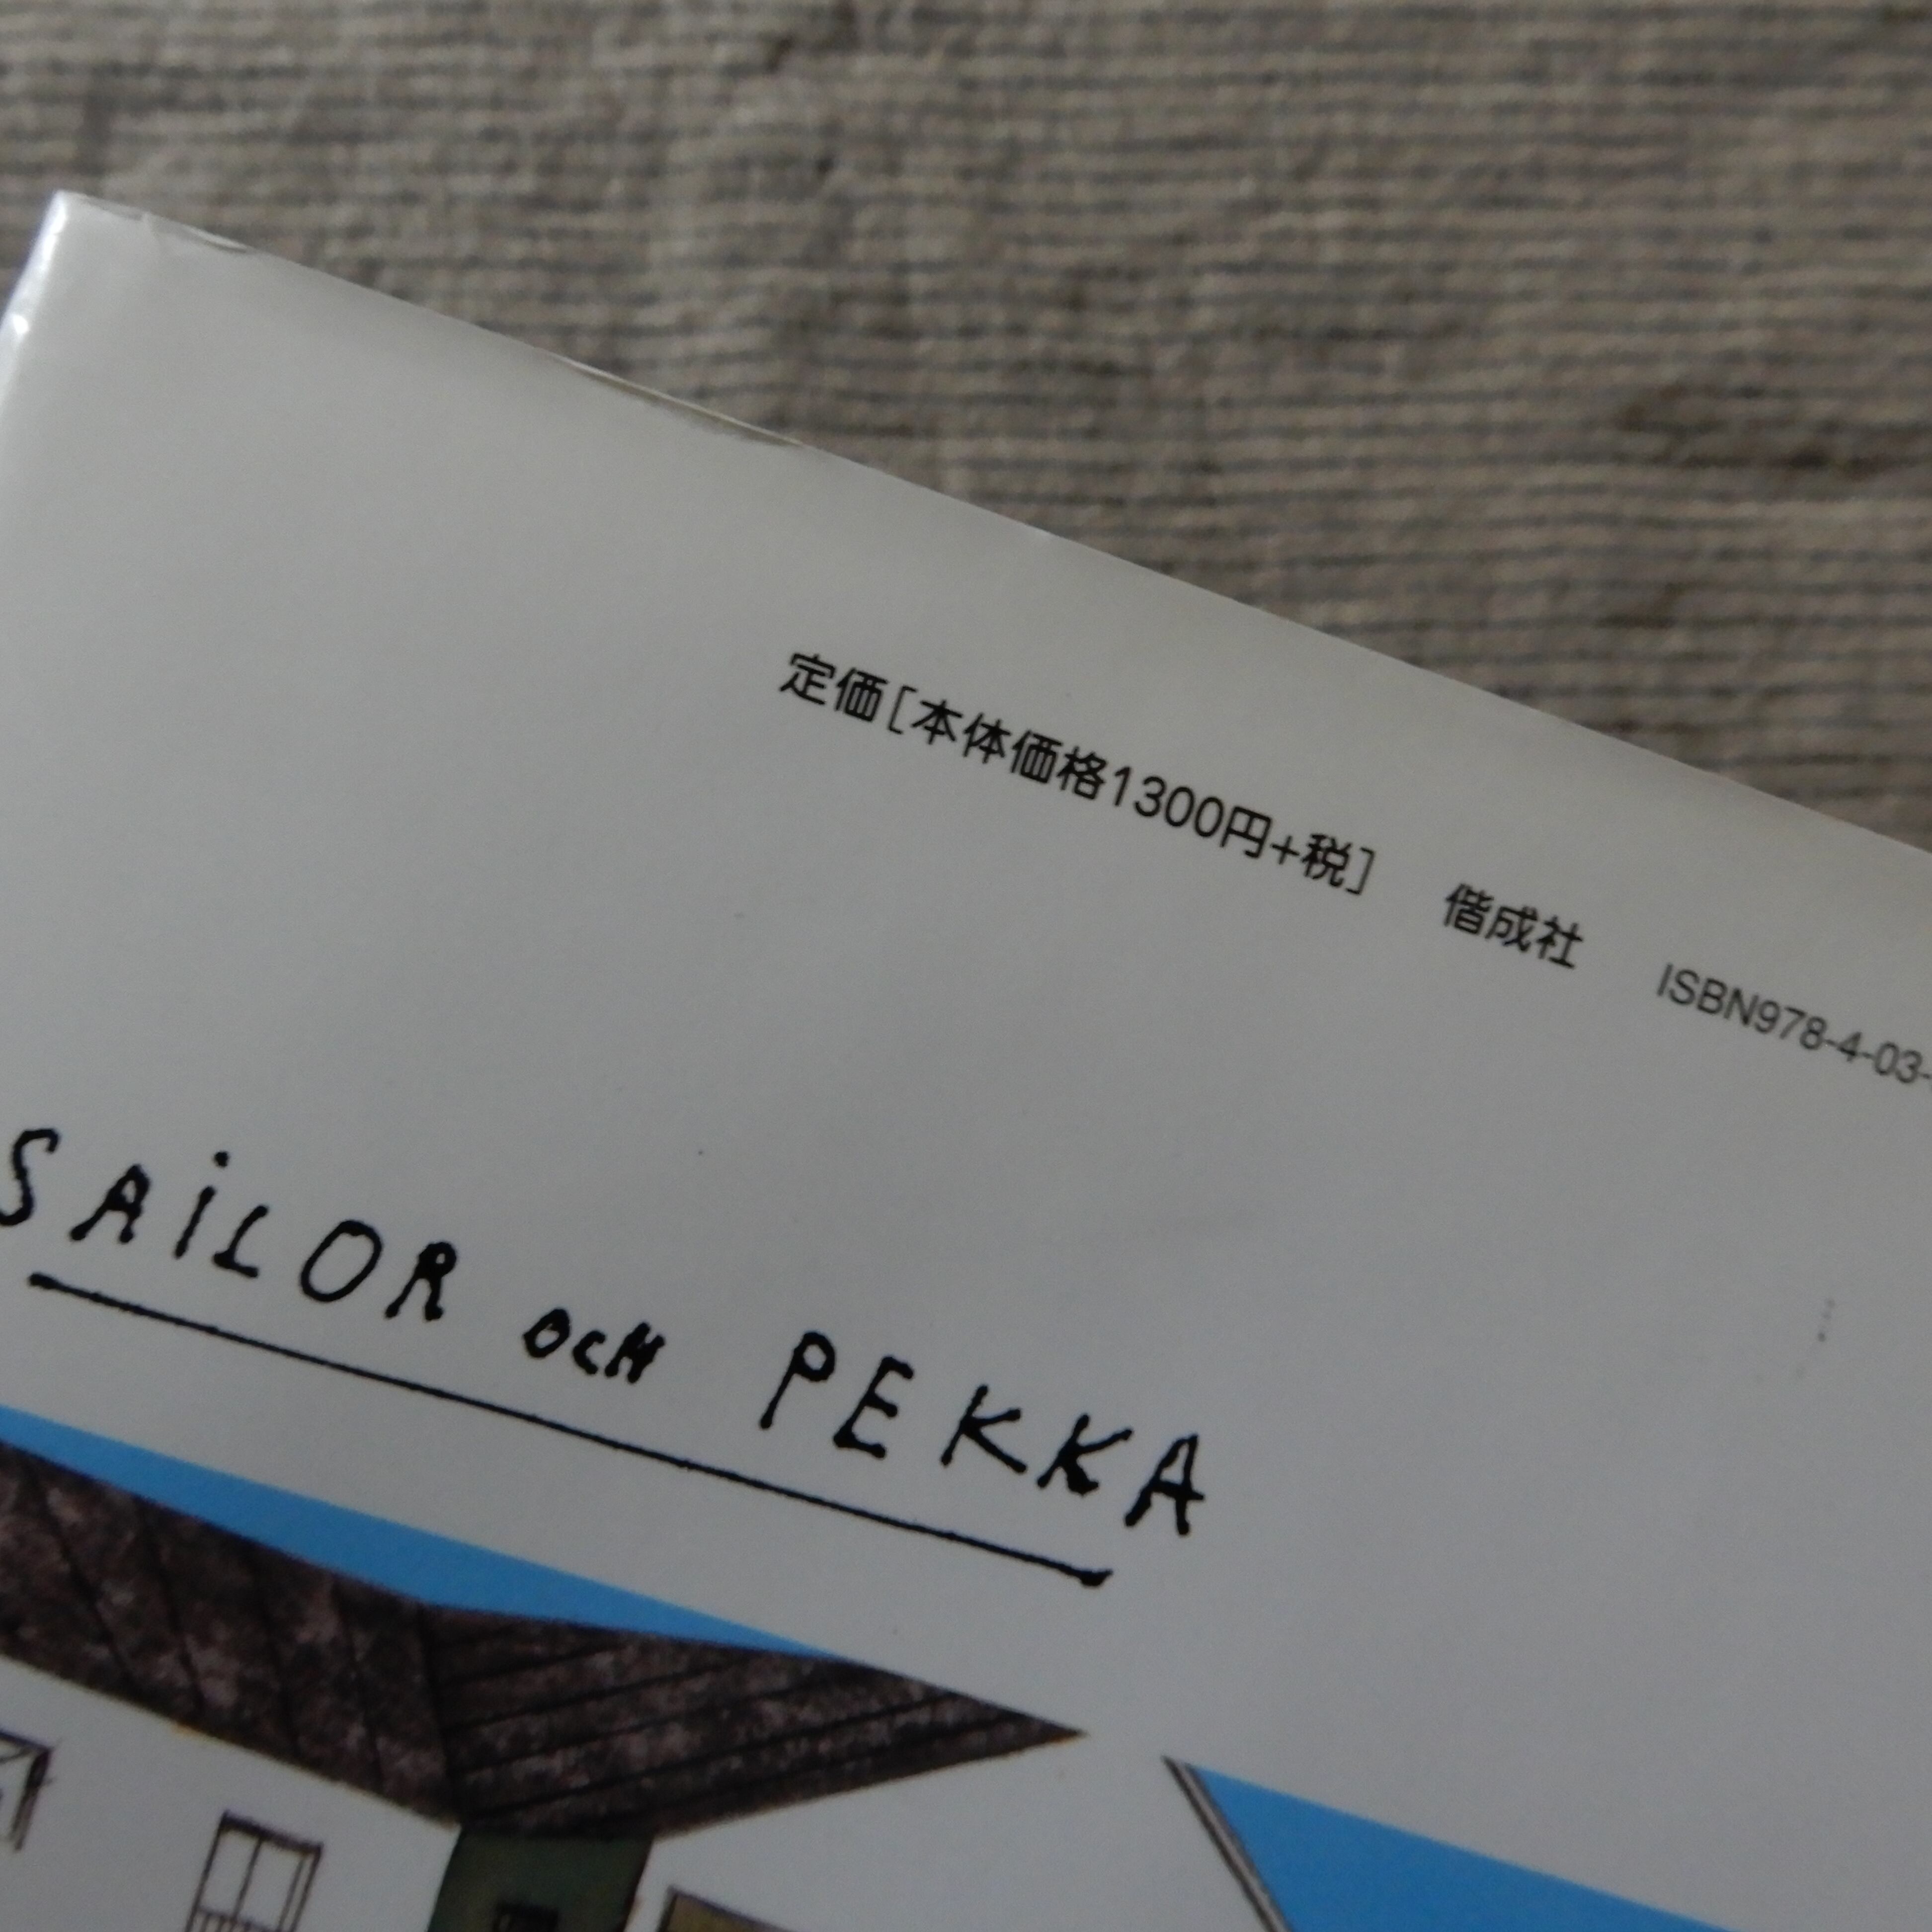 定価[本体価格1300円+税] 偕成社 ISBN978-4-03-
SAiLOR och PEKKA